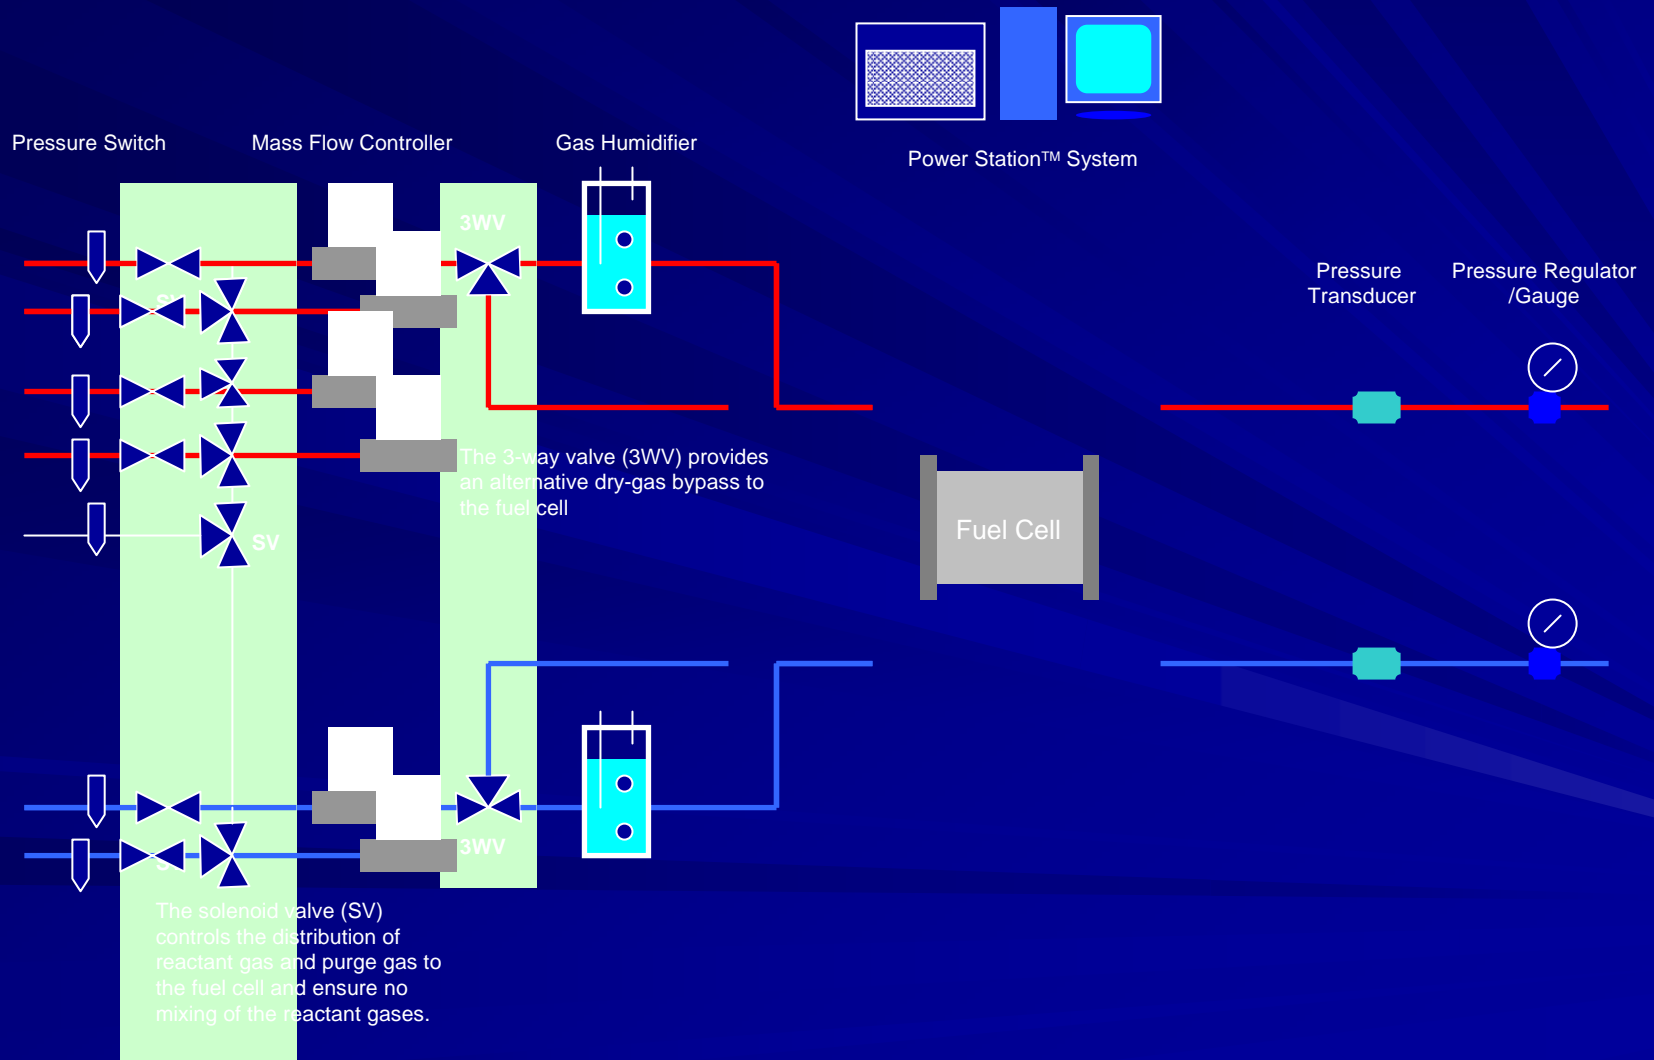 Power Station™ System
Pressure Switch
Mass Flow Controller
Gas Humidifier
3WV
Pressure
Transducer
Pressure Regulator
/Gauge
The 3-way valve (3WV) provides
an alternative dry-gas bypass to
the fuel cell
Fuel Cell
SV
3WV
The solenoid valve (SV)
controls the distribution of
reactant gas and purge gas to
the fuel cell and ensure no
mixing of the reactant gases.